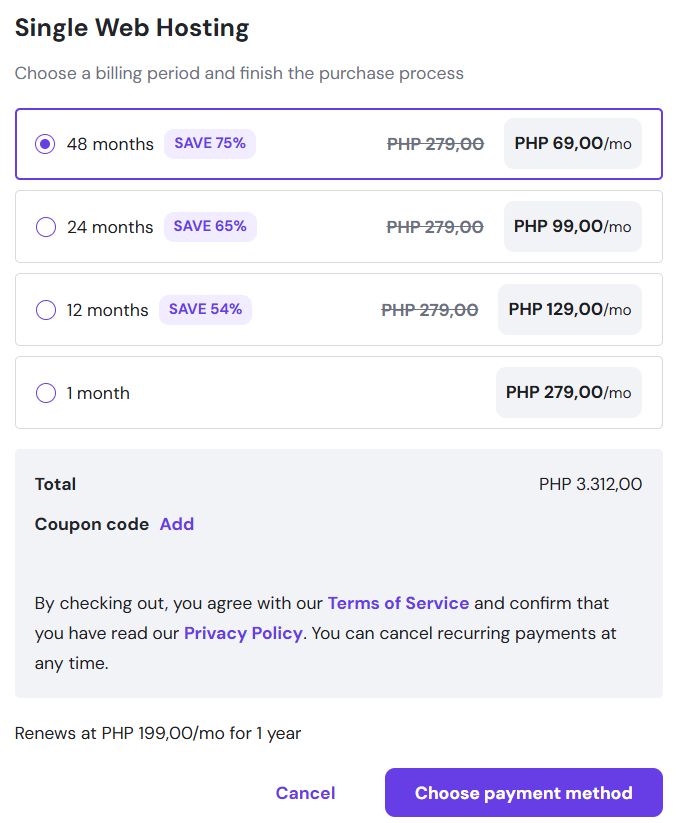 Single Web Hosting
Choose a billing period and finish the purchase process
48 months SAVE 75% PHP 279,00 PHP 69,00/mo
24 months SAVE 65% PHP 279,00 PHP 99,00/mo
12 months SAVE 54% PHP 279,00 PHP 129,00/mo
1 month PHP 279,00/mo
Total PHP 3.312,00
Coupon code Add
By checking out, you agree with our Terms of Service and confirm that
you have read our Privacy Policy. You can cancel recurring payments at
any time.
Renews at PHP 199,00/mo for 1 year
Cancel Choose payment method